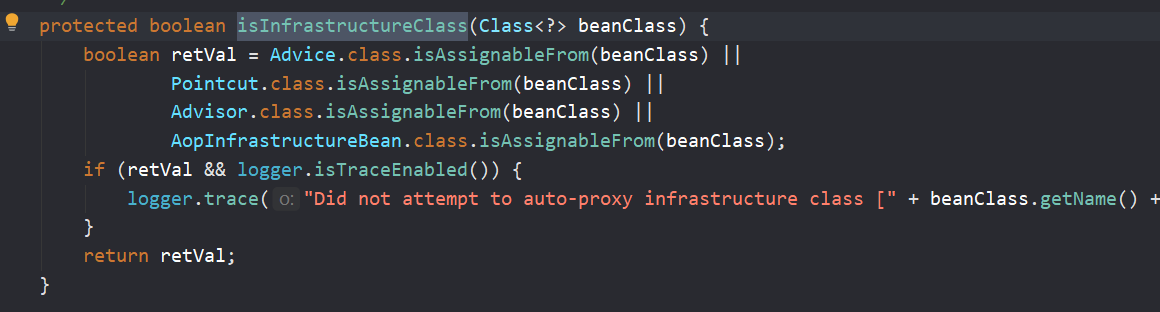 protected boolean isInfrastructureClass(Class<?> beanClass) {
boolean retVal = Advice.class.isAssignableFrom(beanClass) ||
Pointcut.class.isAssignableFrom(beanClass) ||
Advisor.class.isAssignableFrom(beanClass) ||
AopInfrastructureBean.class.isAssignableFrom(beanClass);
if (retVal && logger.isTraceEnabled()) {
logger.trace( o: "Did not attempt to auto-proxy infrastructure class [" + beanClass.getName() +
}
return retVal;
}